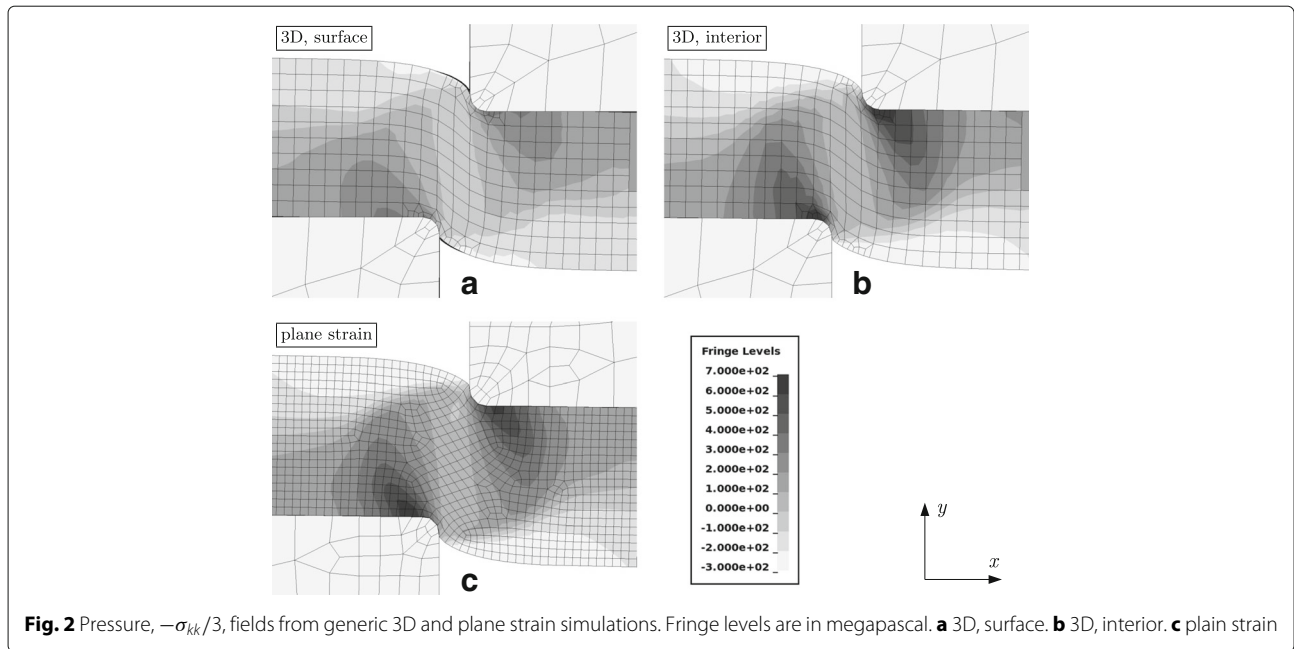 3D, surface
3D, interior
a
b
plane strain
c
Fringe Levels
7.000e+02
6.000e+02
5.000e+02
4.000e+02
3.000e+02
2.000e+02
1.000e+02
0.000e+00
-1.000e+02
-2.000e+02
-3.000e+02
y
x
Fig. 2 Pressure, −σkk/3, fields from generic 3D and plane strain simulations. Fringe levels are in megapascal. a 3D, surface. b 3D, interior. c plain strain